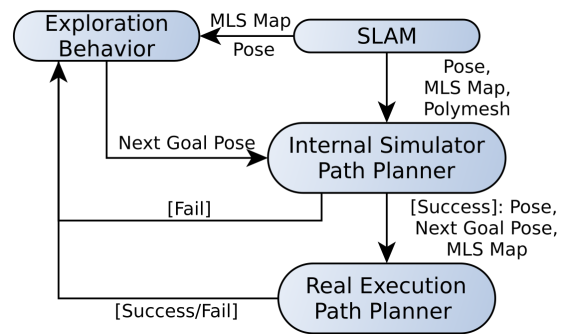 Exploration
Behavior
MLS Map
Pose
SLAM
Pose,
MLS Map,
Polymesh
Next Goal Pose
Internal Simulator
Path Planner
[Fail]
[Success]: Pose,
Next Goal Pose,
MLS Map
Real Execution
Path Planner
[Success/Fail]